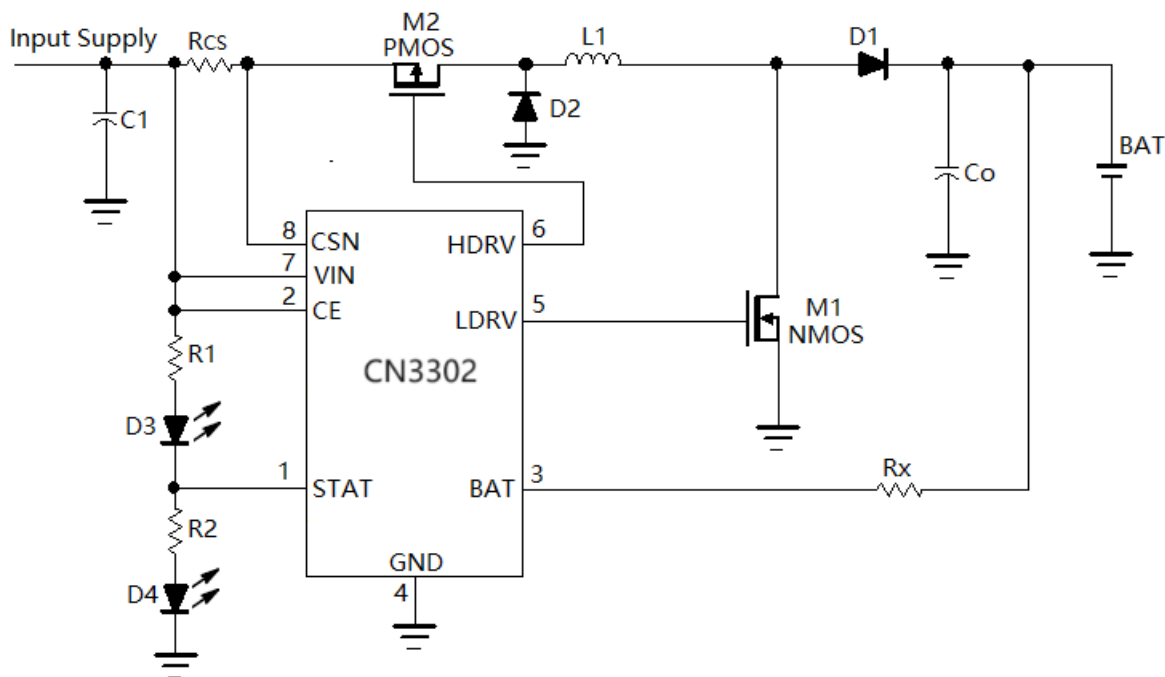 M2
Input Supply RCS PMOS L1 D1
C1 D2
BAT
Co
8 CSN HDRV 6
7 VIN
2 CE LDRV 5 M1
NMOS
R1
CN3302
D3
1 STAT BAT 3 Rx
R2
GND
D4 4